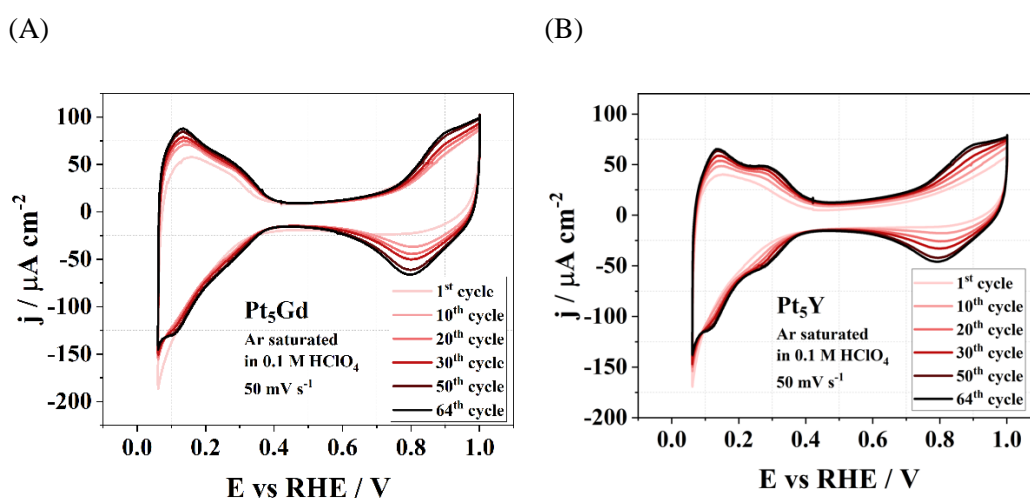 (A)
(B)
100
50
0
-50
-100
-150
-200
j / μA cm⁻²
0.0 0.2 0.4 0.6 0.8 1.0
E vs RHE / V
Pt₅Gd
Ar saturated
in 0.1 M HClO₄
50 mV s⁻¹
1ˢᵗ cycle
10ᵗʰ cycle
20ᵗʰ cycle
30ᵗʰ cycle
50ᵗʰ cycle
64ᵗʰ cycle
100
50
0
-50
-100
-150
-200
j / μA cm⁻²
0.0 0.2 0.4 0.6 0.8 1.0
E vs RHE / V
Pt₅Y
Ar saturated
in 0.1 M HClO₄
50 mV s⁻¹
1ˢᵗ cycle
10ᵗʰ cycle
20ᵗʰ cycle
30ᵗʰ cycle
50ᵗʰ cycle
64ᵗʰ cycle